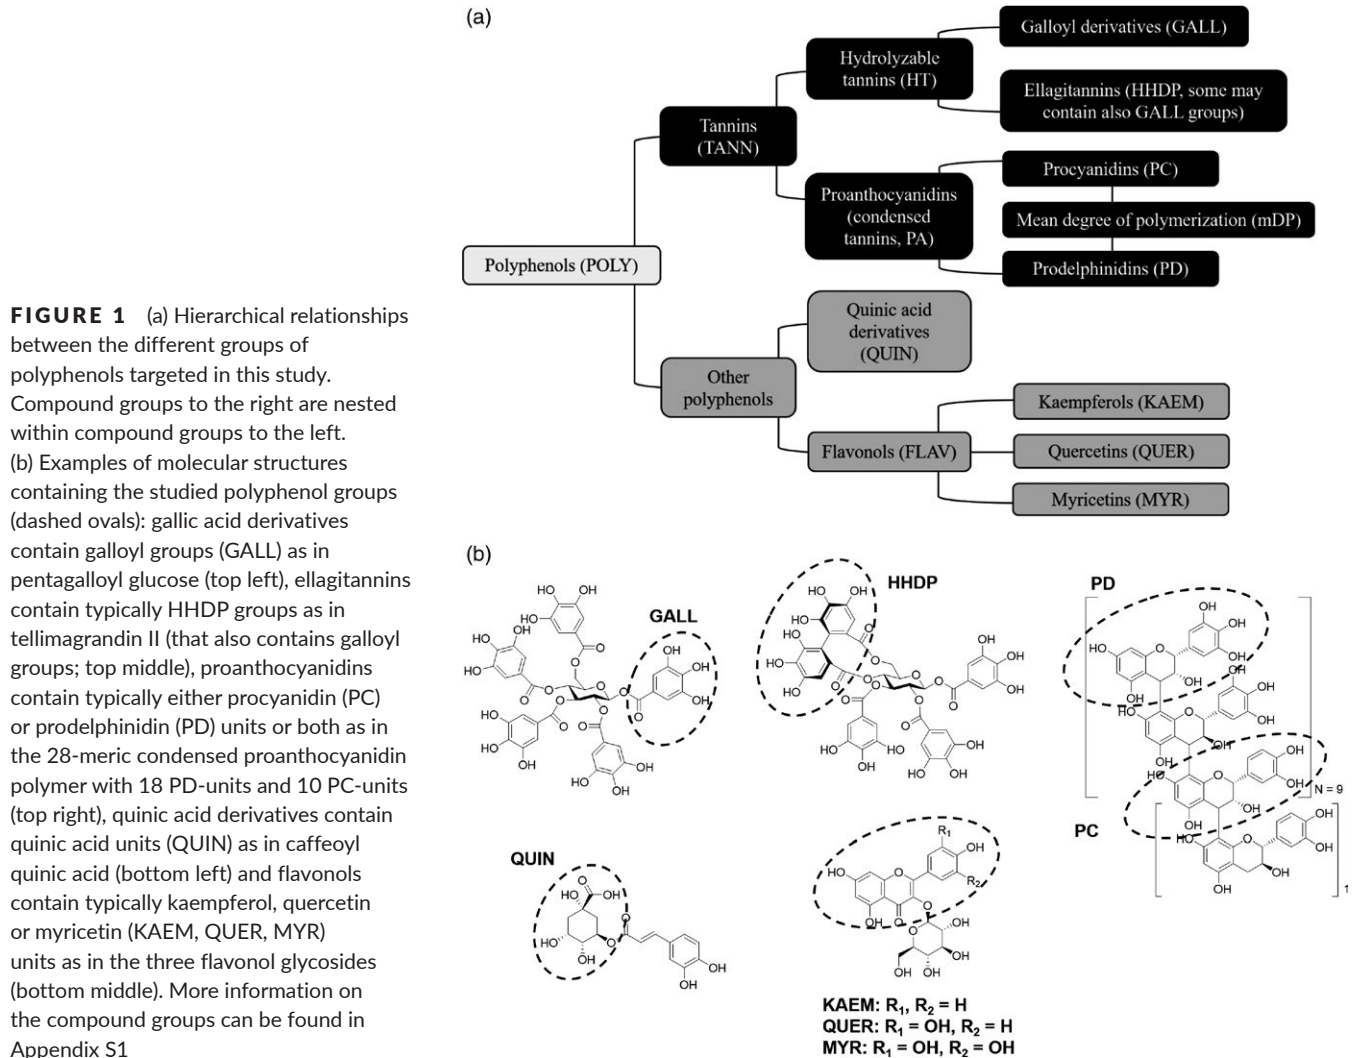 FIGURE 1 (a) Hierarchical relationships
between the different groups of
polyphenols targeted in this study.
Compound groups to the right are nested
within compound groups to the left.
(b) Examples of molecular structures
containing the studied polyphenol groups
(dashed ovals): gallic acid derivatives
contain galloyl groups (GALL) as in
pentagalloyl glucose (top left), ellagitannins
contain typically HHDP groups as in
tellimagrandin II (that also contains galloyl
groups; top middle), proanthocyanidins
contain typically either procyanidin (PC)
or prodelphinidin (PD) units or both as in
the 28-meric condensed proanthocyanidin
polymer with 18 PD-units and 10 PC-units
(top right), quinic acid derivatives contain
quinic acid units (QUIN) as in caffeoyl
quinic acid (bottom left) and flavonols
contain typically kaempferol, quercetin
or myricetin (KAEM, QUER, MYR)
units as in the three flavonol glycosides
(bottom middle). More information on
the compound groups can be found in
Appendix S1
(a)
Polyphenols (POLY)
Tannins
(TANN)
Hydrolyzable
tannins (HT)
Galloyl derivatives (GALL)
Ellagitannins (HHDP, some may
contain also GALL groups)
Proanthocyanidins
(condensed
tannins, PA)
Procyanidins (PC)
Mean degree of polymerization (mDP)
Prodelphinidins (PD)
Other
polyphenols
Quinic acid
derivatives
(QUIN)
Flavonols (FLAV)
Kaempferols (KAEM)
Quercetins (QUER)
Myricetins (MYR)
(b)
GALL
HHDP
PD
PC
N = 9
1
QUIN
R1
R2
KAEM: R1, R2 = H
QUER: R1 = OH, R2 = H
MYR: R1 = OH, R2 = OH